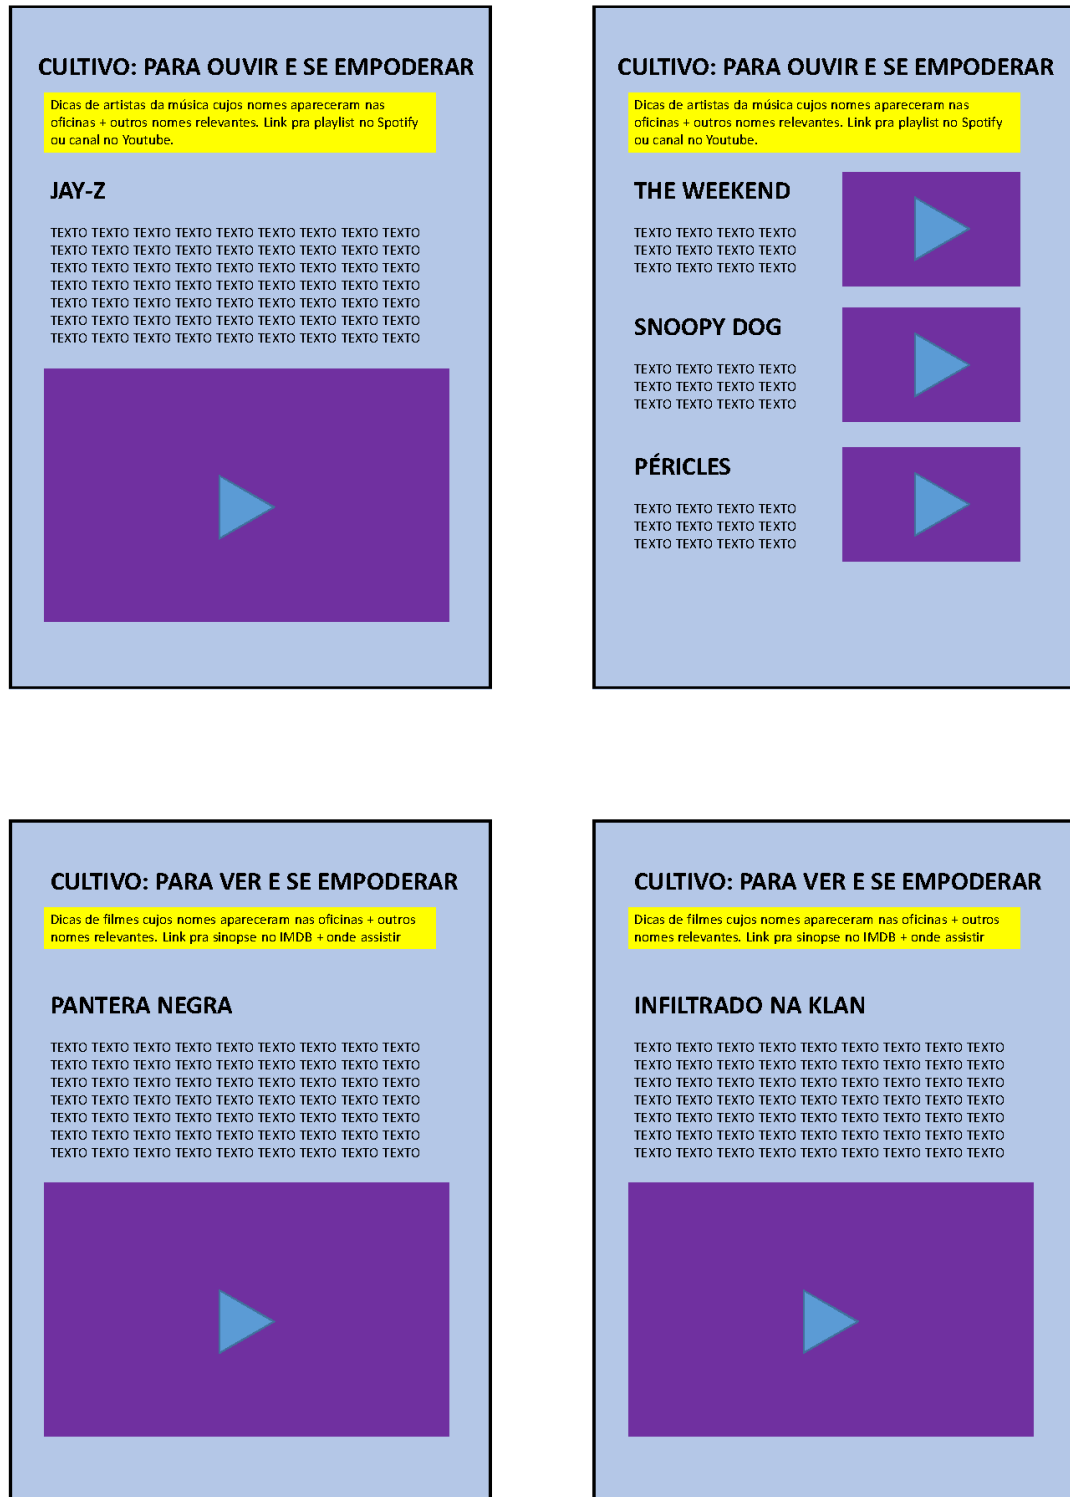 CULTIVO: PARA OUVIR E SE EMPODERAR
Dicas de artistas da música cujos nomes apareceram nas
oficinas + outros nomes relevantes. Link pra playlist no Spotify
ou canal no Youtube.
JAY-Z
TEXTO TEXTO TEXTO TEXTO TEXTO TEXTO TEXTO TEXTO TEXTO
TEXTO TEXTO TEXTO TEXTO TEXTO TEXTO TEXTO TEXTO TEXTO
TEXTO TEXTO TEXTO TEXTO TEXTO TEXTO TEXTO TEXTO TEXTO
TEXTO TEXTO TEXTO TEXTO TEXTO TEXTO TEXTO TEXTO TEXTO
TEXTO TEXTO TEXTO TEXTO TEXTO TEXTO TEXTO TEXTO TEXTO
TEXTO TEXTO TEXTO TEXTO TEXTO TEXTO TEXTO TEXTO TEXTO
TEXTO TEXTO TEXTO TEXTO TEXTO TEXTO TEXTO TEXTO TEXTO
CULTIVO: PARA OUVIR E SE EMPODERAR
Dicas de artistas da música cujos nomes apareceram nas
oficinas + outros nomes relevantes. Link pra playlist no Spotify
ou canal no Youtube.
THE WEEKEND
TEXTO TEXTO TEXTO TEXTO
TEXTO TEXTO TEXTO TEXTO
TEXTO TEXTO TEXTO TEXTO
SNOOPY DOG
TEXTO TEXTO TEXTO TEXTO
TEXTO TEXTO TEXTO TEXTO
TEXTO TEXTO TEXTO TEXTO
PÉRICLES
TEXTO TEXTO TEXTO TEXTO
TEXTO TEXTO TEXTO TEXTO
TEXTO TEXTO TEXTO TEXTO
CULTIVO: PARA VER E SE EMPODERAR
Dicas de filmes cujos nomes apareceram nas oficinas + outros
nomes relevantes. Link pra sinopse no IMDB + onde assistir
PANTERA NEGRA
TEXTO TEXTO TEXTO TEXTO TEXTO TEXTO TEXTO TEXTO TEXTO
TEXTO TEXTO TEXTO TEXTO TEXTO TEXTO TEXTO TEXTO TEXTO
TEXTO TEXTO TEXTO TEXTO TEXTO TEXTO TEXTO TEXTO TEXTO
TEXTO TEXTO TEXTO TEXTO TEXTO TEXTO TEXTO TEXTO TEXTO
TEXTO TEXTO TEXTO TEXTO TEXTO TEXTO TEXTO TEXTO TEXTO
TEXTO TEXTO TEXTO TEXTO TEXTO TEXTO TEXTO TEXTO TEXTO
TEXTO TEXTO TEXTO TEXTO TEXTO TEXTO TEXTO TEXTO TEXTO
CULTIVO: PARA VER E SE EMPODERAR
Dicas de filmes cujos nomes apareceram nas oficinas + outros
nomes relevantes. Link pra sinopse no IMDB + onde assistir
INFILTRADO NA KLAN
TEXTO TEXTO TEXTO TEXTO TEXTO TEXTO TEXTO TEXTO TEXTO
TEXTO TEXTO TEXTO TEXTO TEXTO TEXTO TEXTO TEXTO TEXTO
TEXTO TEXTO TEXTO TEXTO TEXTO TEXTO TEXTO TEXTO TEXTO
TEXTO TEXTO TEXTO TEXTO TEXTO TEXTO TEXTO TEXTO TEXTO
TEXTO TEXTO TEXTO TEXTO TEXTO TEXTO TEXTO TEXTO TEXTO
TEXTO TEXTO TEXTO TEXTO TEXTO TEXTO TEXTO TEXTO TEXTO
TEXTO TEXTO TEXTO TEXTO TEXTO TEXTO TEXTO TEXTO TEXTO